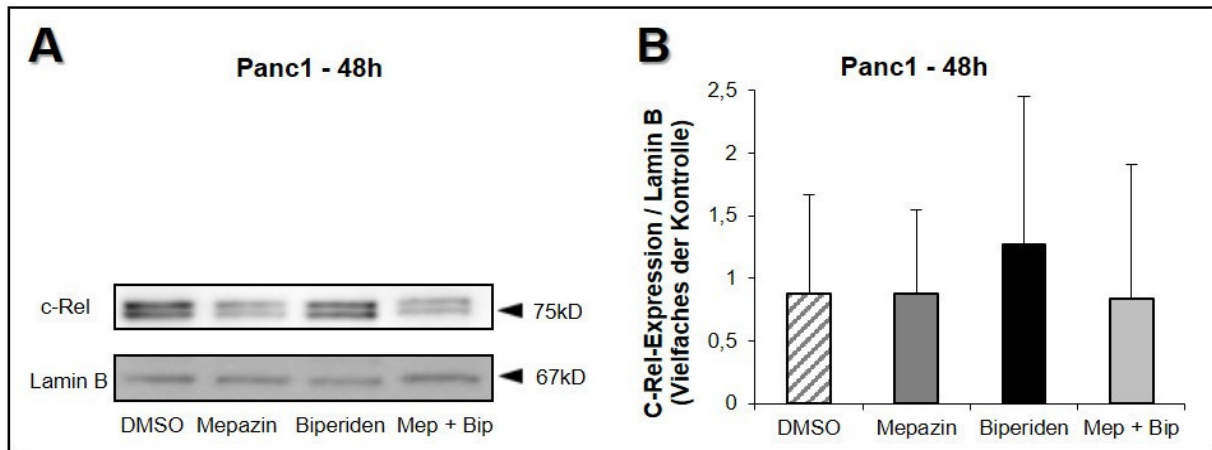 A
Panc1 - 48h
c-Rel
75kD
Lamin B
67kD
DMSO Mepazin Biperiden Mep + Bip
B
Panc1 - 48h
C-Rel-Expression / Lamin B
(Vielfaches der Kontrolle)
2,5
2
1,5
1
0,5
0
DMSO Mepazin Biperiden Mep + Bip